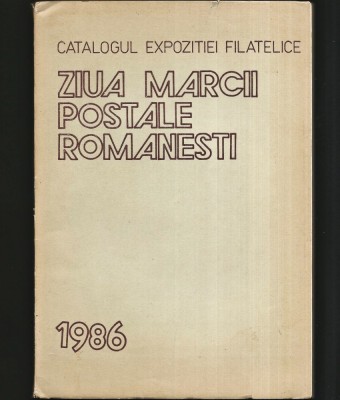 CATALOGUL EXPOZITIEI FILATELICE
ZIUA MARCII
POSTALE
ROMANESTI
1986